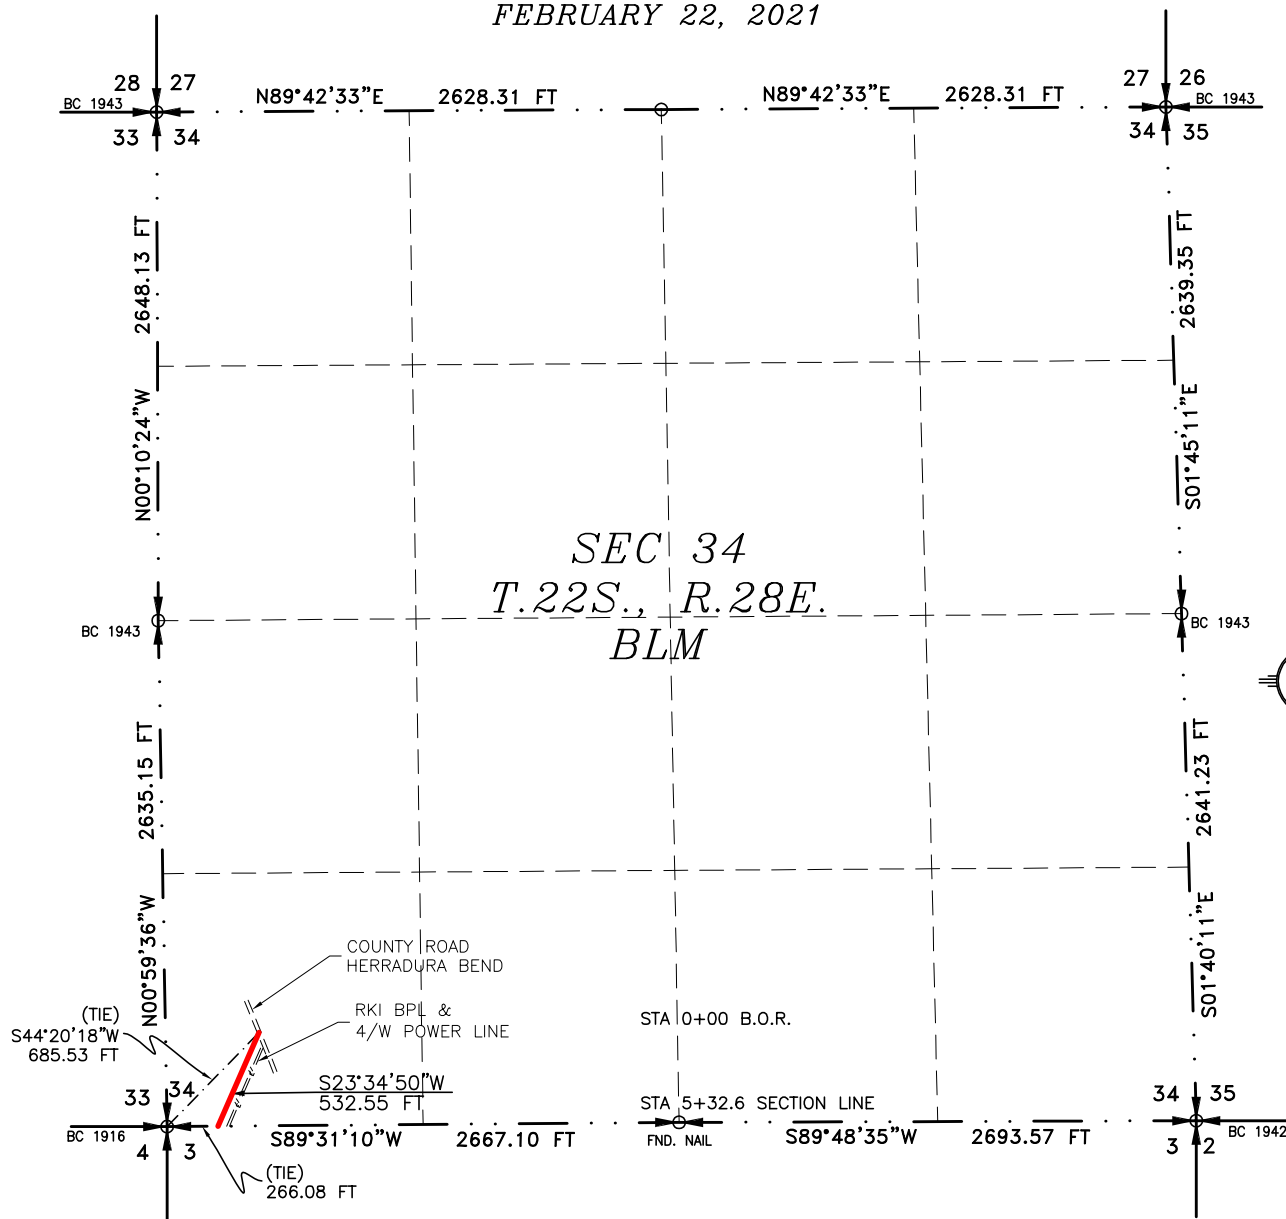 FEBRUARY 22, 2021
28 27
27 26
BC 1943
N89°42'33"E 2628.31 FT
N89°42'33"E 2628.31 FT
BC 1943
33 34
34 35
2648.13 FT
2639.35 FT
N00°10'24"W
S01°45'11"E
SEC 34
T.22S., R.28E.
BLM
BC 1943
BC 1943
2635.15 FT
2641.23 FT
N00°59'36"W
S01°40'11"E
COUNTY ROAD
HERRADURA BEND
(TIE)
S44°20'18"W
685.53 FT
RKI BPL &
4/W POWER LINE
STA 0+00 B.O.R.
S23°34'50"W
532.55 FT
33 34
34 35
STA 5+32.6 SECTION LINE
BC 1916
S89°31'10"W 2667.10 FT
FND. NAIL
S89°48'35"W 2693.57 FT
BC 1942
4 3
3 2
(TIE)
266.08 FT